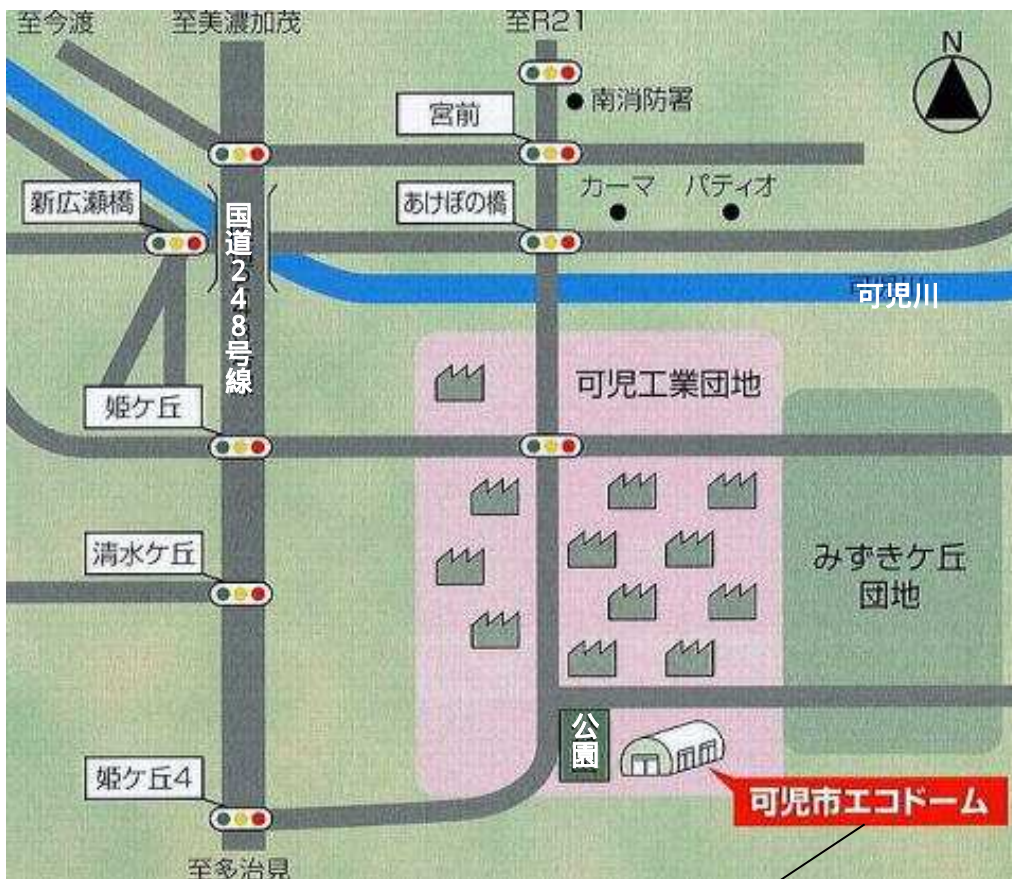 至今渡
至美濃加茂
至R21
N
南消防署
宮前
カーマ
パティオ
新広瀬橋
あけぼの橋
国道248号線
可児川
可児工業団地
姫ケ丘
清水ケ丘
みずきケ丘
団地
公園
姫ケ丘4
可児市エコドーム
至多治見